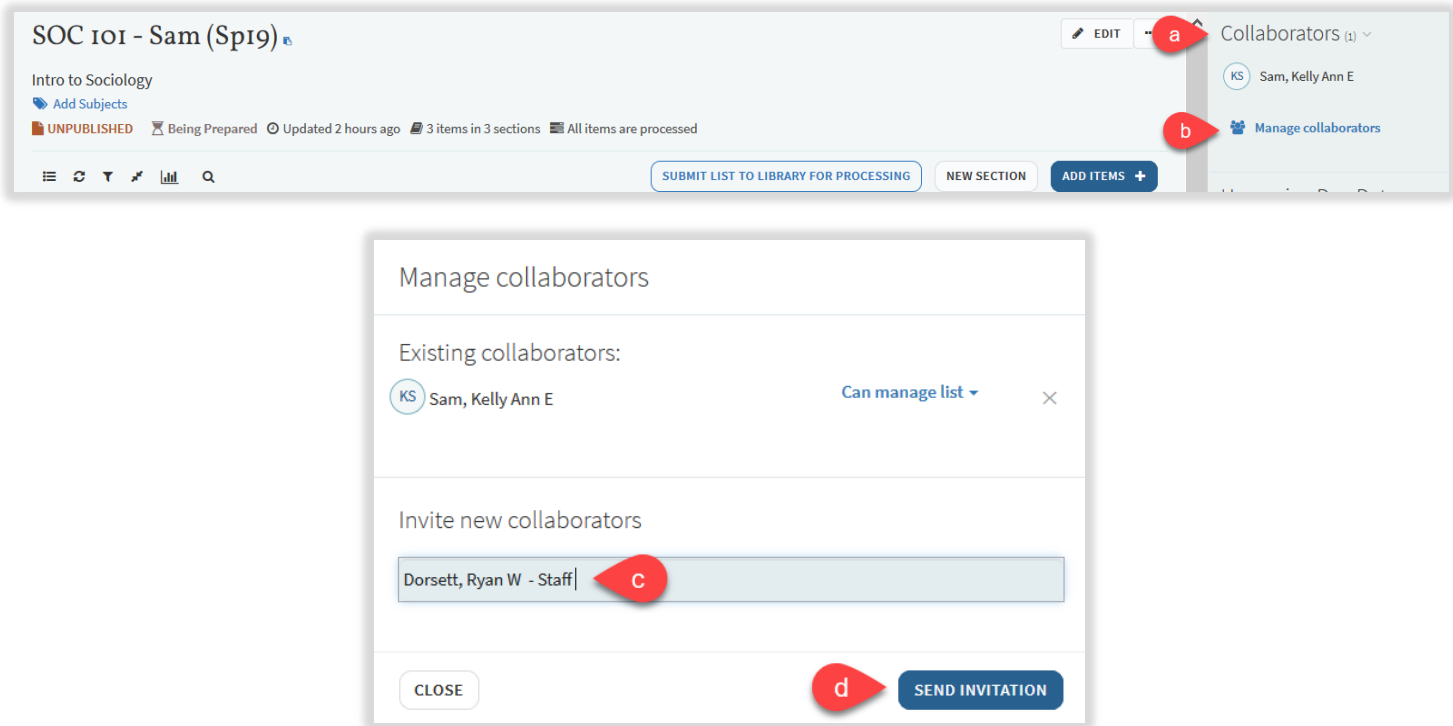 SOC 101 - Sam (Sp19)
EDIT
a
Collaborators (1)
Intro to Sociology
KS Sam, Kelly Ann E
Add Subjects
UNPUBLISHED Being Prepared Updated 2 hours ago 3 items in 3 sections All items are processed
b
Manage collaborators
SUBMIT LIST TO LIBRARY FOR PROCESSING NEW SECTION ADD ITEMS +
Manage collaborators
Existing collaborators:
KS Sam, Kelly Ann E Can manage list
Invite new collaborators
Dorsett, Ryan W - Staff
c
CLOSE
d
SEND INVITATION